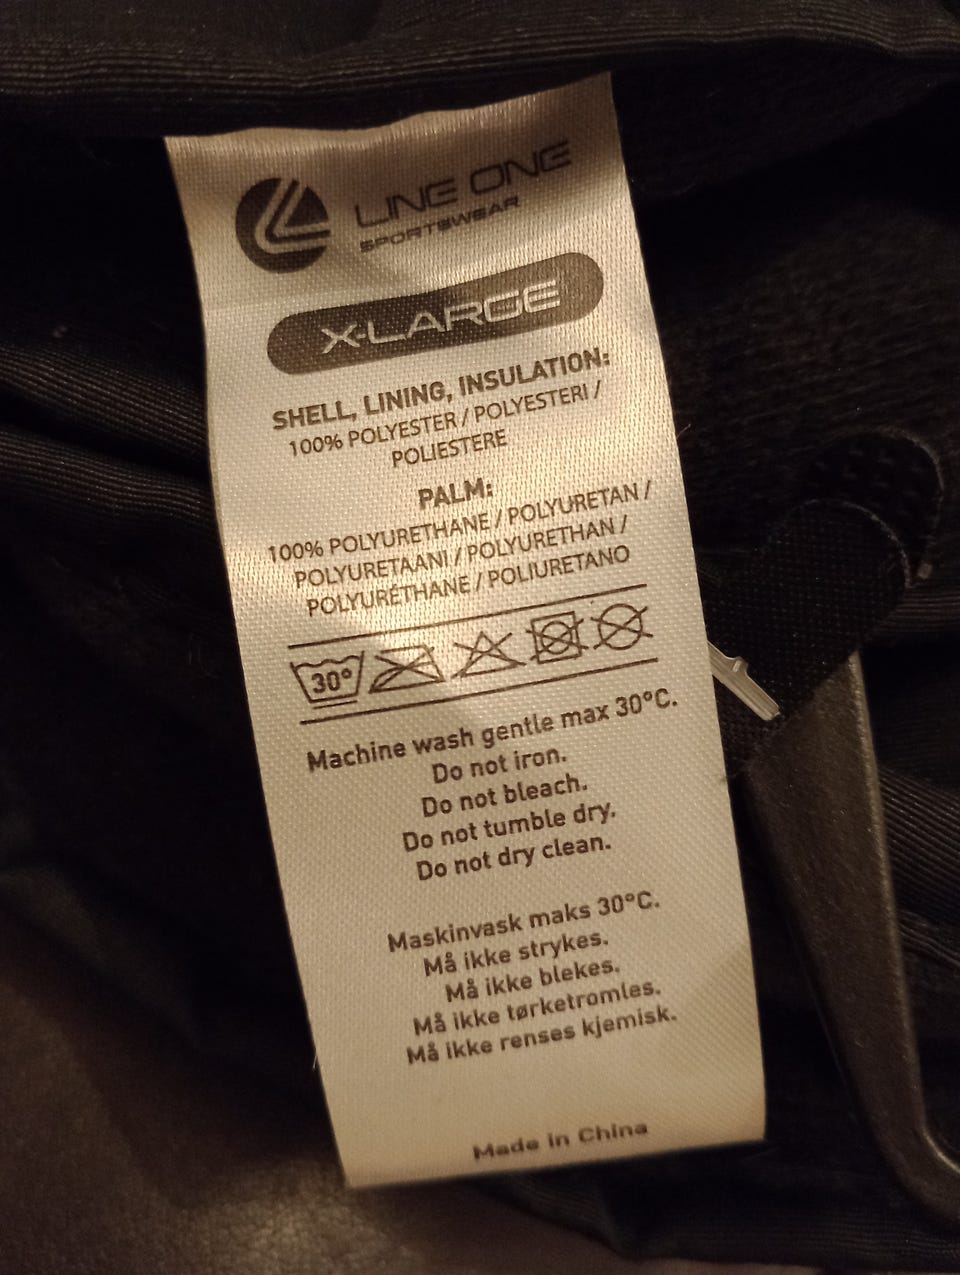 LINE ONE
SPORTSWEAR
X-LARGE
SHELL, LINING, INSULATION:
100% POLYESTER / POLYESTERI /
POLIESTERE
PALM:
100% POLYURETHANE / POLYURETAN /
POLYURETAANI / POLYURETHAN /
POLYURÉTHANE / POLIURETANO
30°
Machine wash gentle max 30°C.
Do not iron.
Do not bleach.
Do not tumble dry.
Do not dry clean.
Maskinvask maks 30°C.
Må ikke strykes.
Må ikke blekes.
Må ikke tørketromles.
Må ikke renses kjemisk.
Made in China